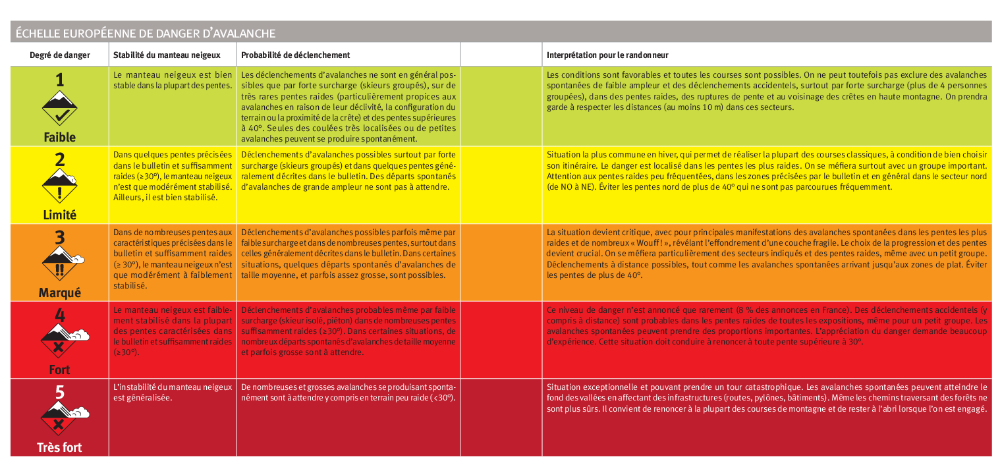 ÉCHELLE EUROPÉENNE DE DANGER D’AVALANCHE
Degré de danger
Stabilité du manteau neigeux
Probabilité de déclenchement
Interprétation pour le randonneur
1
Faible
Le manteau neigeux est bien
stable dans la plupart des pentes.
Les déclenchements d’avalanches ne sont en général pos-
sibles que par forte surcharge (skieurs groupés), sur de
très rares pentes raides (particulièrement propices aux
avalanches en raison de leur déclivité, la configuration du
terrain ou la proximité de la crête) et des pentes supérieures
à 40°. Seules des coulées très localisées ou de petites
avalanches peuvent se produire spontanément.
Les conditions sont favorables et toutes les courses sont possibles. On ne peut toutefois pas exclure des avalanches
spontanées de faible ampleur et des déclenchements accidentels, surtout par forte surcharge (plus de 4 personnes
groupées), dans des pentes raides, des ruptures de pente et au voisinage des crêtes en haute montagne. On prendra
garde à respecter les distances (au moins 10 m) dans ces secteurs.
2
!
Limité
Dans quelques pentes précisées
dans le bulletin et suffisamment
raides (≥30°), le manteau neigeux
n’est que modérément stabilisé.
Ailleurs, il est bien stabilisé.
Déclenchements d’avalanches possibles surtout par forte
surcharge (skieurs groupés) et dans quelques pentes géné-
ralement décrites dans le bulletin. Des départs spontanés
d’avalanches de grande ampleur ne sont pas à attendre.
Situation la plus commune en hiver, qui permet de réaliser la plupart des courses classiques, à condition de bien choisir
son itinéraire. Le danger est localisé dans les pentes les plus raides. On se méfiera surtout avec un groupe important.
Attention aux pentes raides peu fréquentées, dans les zones précisées par le bulletin et en général dans le secteur nord
(de NO à NE). Éviter les pentes nord de plus de 40° qui ne sont pas parcourues fréquemment.
3
!!
Marqué
Dans de nombreuses pentes aux
caractéristiques précisées dans le
bulletin et suffisamment raides
(≥ 30°), le manteau neigeux n’est
que modérément à faiblement
stabilisé.
Déclenchements d’avalanches possibles parfois même par
faible surcharge et dans de nombreuses pentes, surtout dans
celles généralement décrites dans le bulletin. Dans certaines
situations, quelques départs spontanés d’avalanches de
taille moyenne, et parfois assez grosse, sont possibles.
La situation devient critique, avec pour principales manifestations des avalanches spontanées dans les pentes les plus
raides et de nombreux « Wouff ! », révélant l’effondrement d’une couche fragile. Le choix de la progression et des pentes
devient crucial. On se méfiera particulièrement des secteurs indiqués et des pentes raides, même avec un petit groupe.
Déclenchements à distance possibles, tout comme les avalanches spontanées arrivant jusqu’aux zones de plat. Éviter
les pentes de plus de 40°.
4
Fort
Le manteau neigeux est faible-
ment stabilisé dans la plupart
des pentes caractérisées dans
le bulletin et suffisamment raides
(≥30°).
Déclenchements d’avalanches probables même par faible
surcharge (skieur isolé, piéton) dans de nombreuses pentes
suffisamment raides (≥30°). Dans certaines situations, de
nombreux départs spontanés d’avalanches de taille moyenne
et parfois grosse sont à attendre.
Ce niveau de danger n’est annoncé que rarement (8 % des annonces en France). Des déclenchements accidentels (y
compris à distance) sont probables dans les pentes raides de toutes les expositions, même pour un petit groupe. Les
avalanches spontanées peuvent prendre des proportions importantes. L’appréciation du danger demande beaucoup
d’expérience. Cette situation doit conduire à renoncer à toute pente supérieure à 30°.
5
Très fort
L’instabilité du manteau neigeux
est généralisée.
De nombreuses et grosses avalanches se produisant sponta-
nément sont à attendre y compris en terrain peu raide (<30°).
Situation exceptionnelle et pouvant prendre un tour catastrophique. Les avalanches spontanées peuvent atteindre le
fond des vallées en affectant des infrastructures (routes, pylônes, bâtiments). Même les chemins traversant des forêts ne
sont plus sûrs. Il convient de renoncer à la plupart des courses de montagne et de rester à l’abri lorsque l’on est engagé.